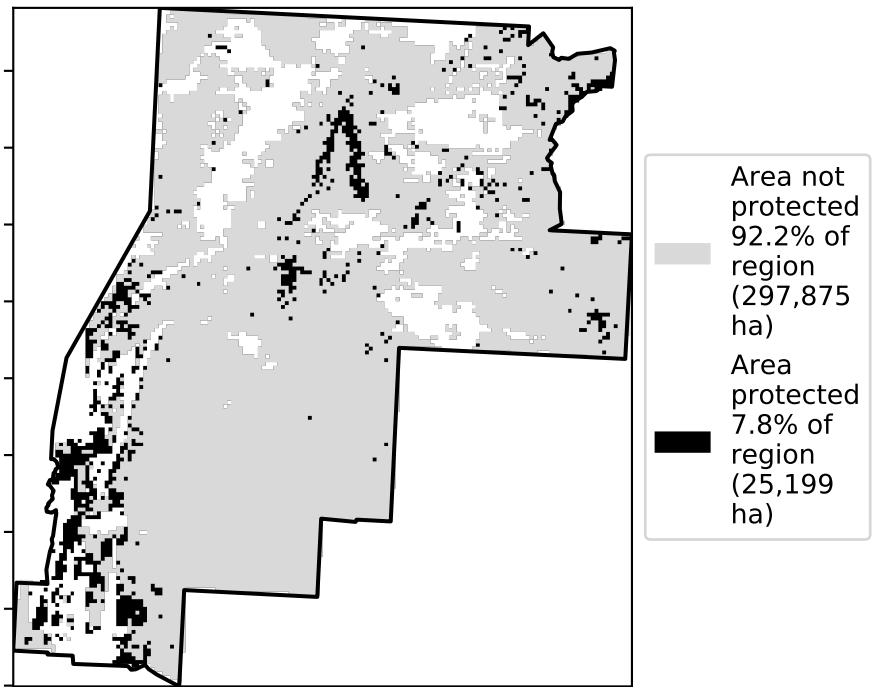 Area not
protected
92.2% of
region
(297,875
ha)
Area
protected
7.8% of
region
(25,199
ha)